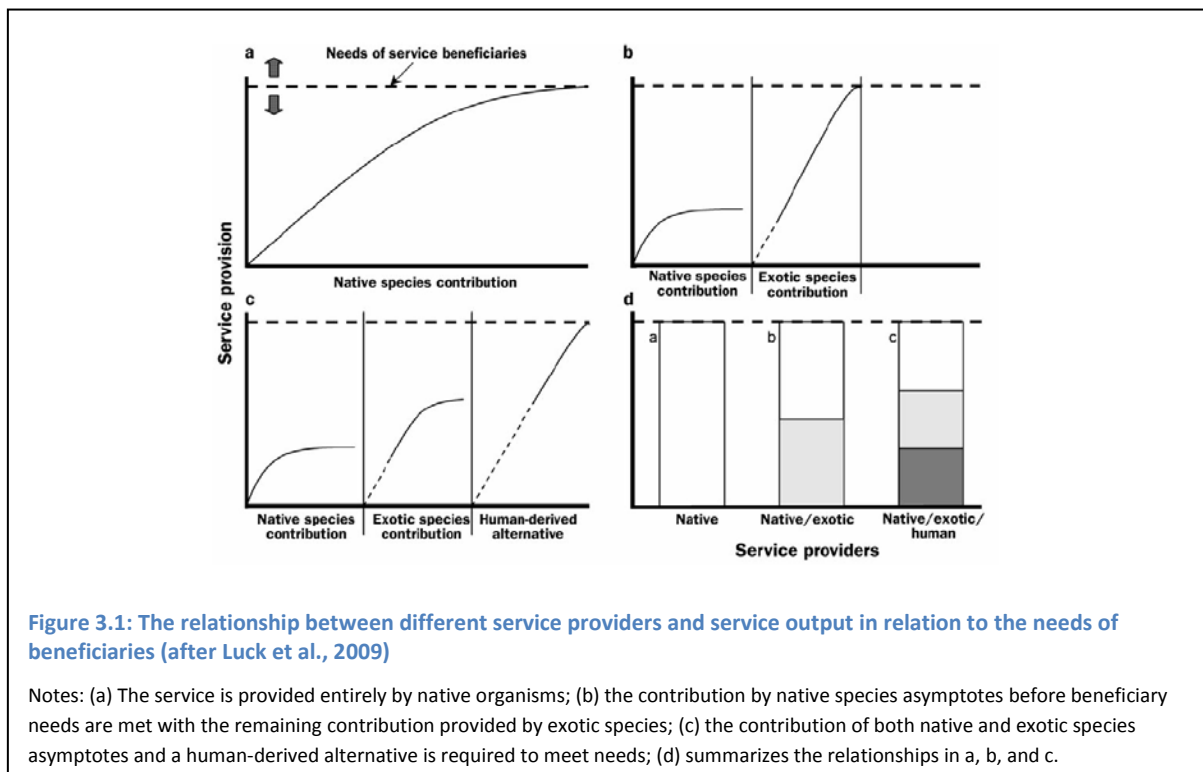 a
Needs of service beneficiaries
b
Service provision
Native species contribution
Native species
contribution
Exotic species
contribution
c
d
Native species
contribution
Exotic species
contribution
Human-derived
alternative
a
b
c
Native
Native/exotic
Native/exotic/
human
Service providers
Figure 3.1: The relationship between different service providers and service output in relation to the needs of
beneficiaries (after Luck et al., 2009)
Notes: (a) The service is provided entirely by native organisms; (b) the contribution by native species asymptotes before beneficiary
needs are met with the remaining contribution provided by exotic species; (c) the contribution of both native and exotic species
asymptotes and a human-derived alternative is required to meet needs; (d) summarizes the relationships in a, b, and c.